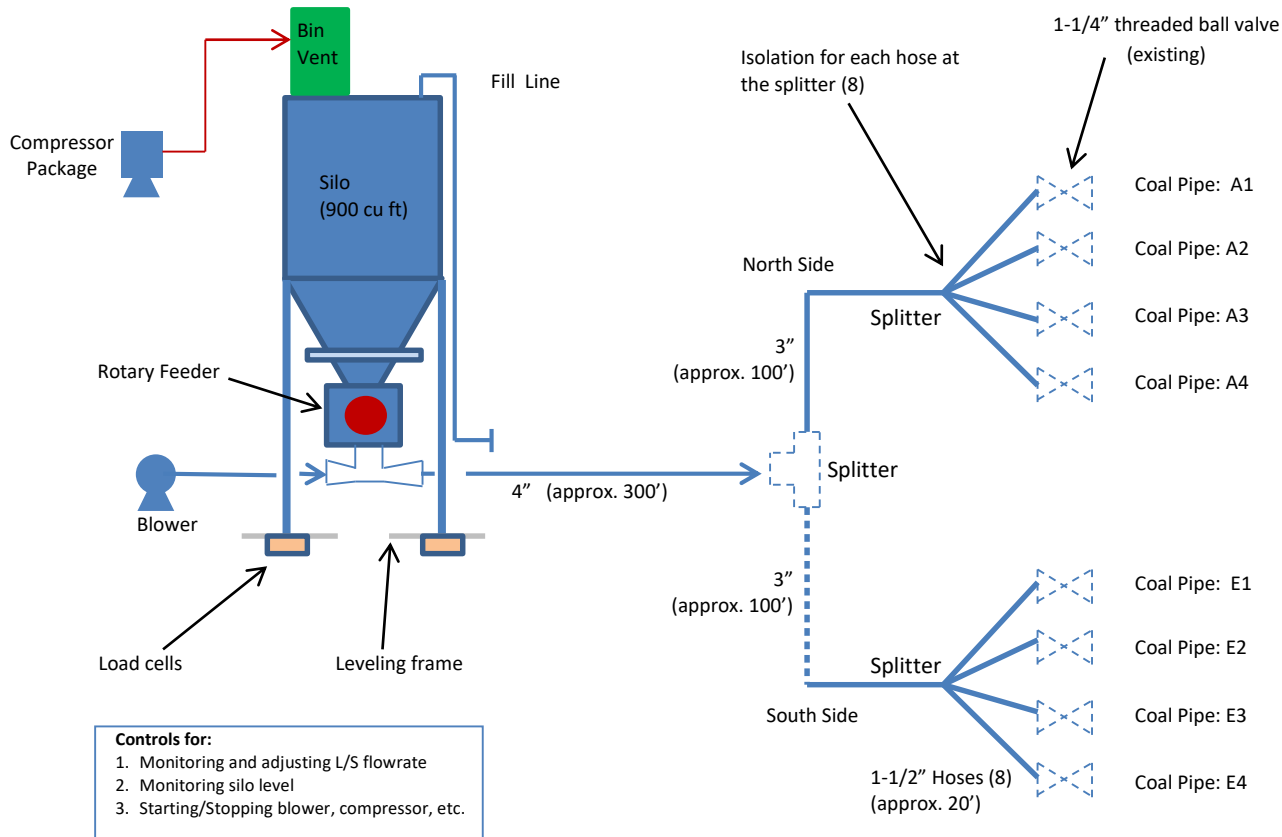 Bin
Vent
Fill  Line
Compressor
Package
Silo
(900 cu ft)
Rotary Feeder
Blower
Load cells
Leveling frame
4”  (approx. 300’)
Isolation for each hose at
the splitter (8)
1-1/4” threaded ball valve
(existing)
North Side
Splitter
3”
(approx. 100’)
Splitter
3”
(approx. 100’)
Splitter
South Side
1-1/2” Hoses (8)
(approx. 20’)
Coal Pipe: A1
Coal Pipe: A2
Coal Pipe: A3
Coal Pipe: A4
Coal Pipe:  E1
Coal Pipe: E2
Coal Pipe: E3
Coal Pipe: E4
Controls for:
1. Monitoring and adjusting L/S flowrate
2. Monitoring silo level
3. Starting/Stopping blower, compressor, etc.